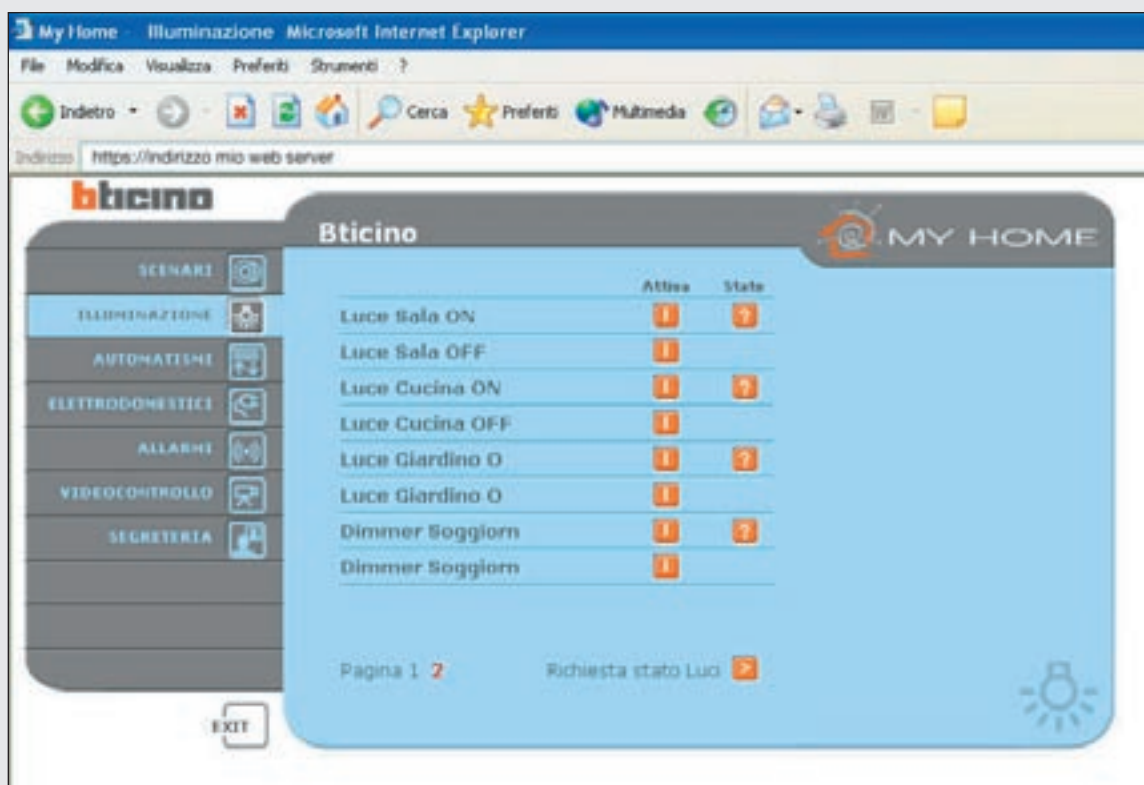 My Home - Illuminazione Microsoft Internet Explorer
File Modifica Visualizza Preferiti Strumenti ?
Indietro Cerca Preferiti Multimedia
Indirizzo https://indirizzo mio web server
bticino
Bticino
MY HOME
SCENARI
ILLUMINAZIONE
AUTOMATISMI
ELETTRODOMESTICI
ALLARMI
VIDEOCONTROLLO
SEGRETERIA
EXIT
Attiva Stato
Luce Sala ON I ?
Luce Sala OFF I
Luce Cucina ON I ?
Luce Cucina OFF I
Luce Giardino O I ?
Luce Giardino O I
Dimmer Soggiorn I ?
Dimmer Soggiorn I
Pagina 1 2 Richiesta stato Luci >